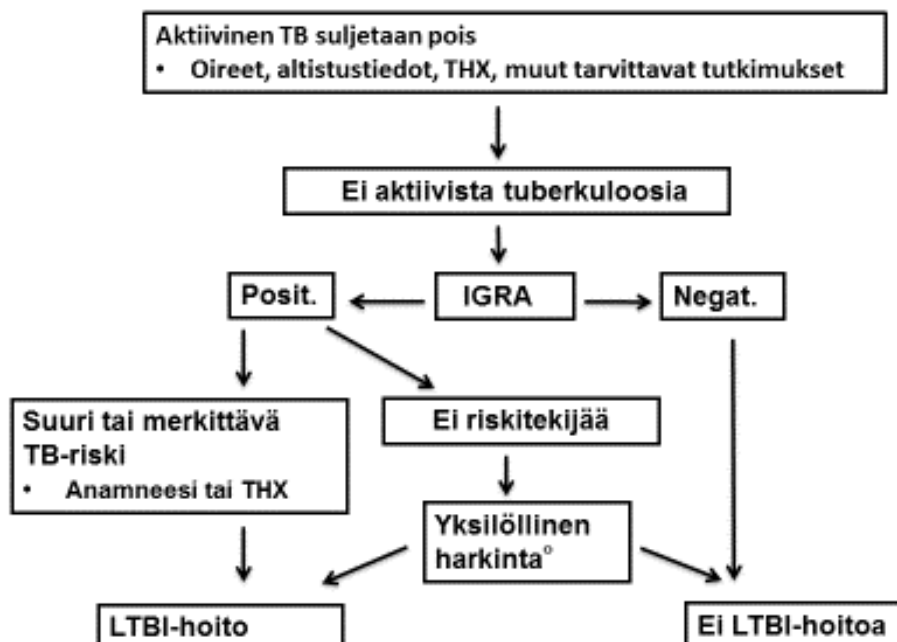 Aktiivinen TB suljetaan pois
• Oireet, altistustiedot, THX, muut tarvittavat tutkimukset
Ei aktiivista tuberkuloosia
Posit.
IGRA
Negat.
Suuri tai merkittävä
TB-riski
• Anamneesi tai THX
Ei riskitekijää
Yksilöllinen
harkinta°
LTBI-hoito
Ei LTBI-hoitoa